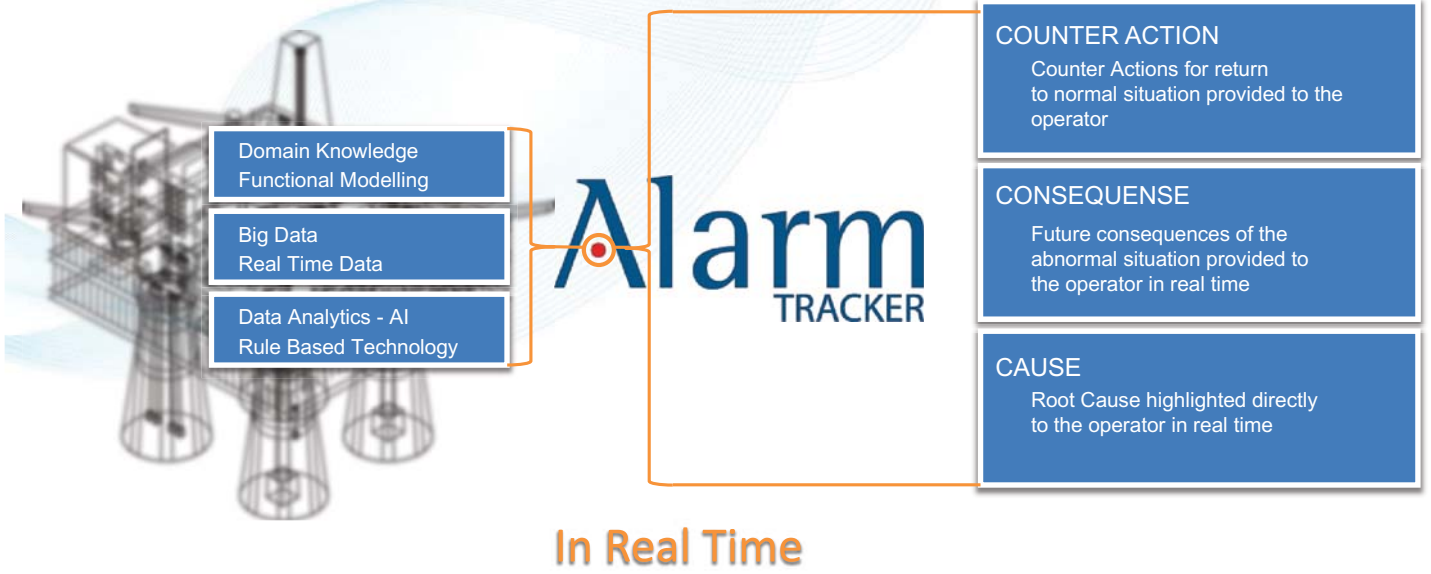 Domain Knowledge
Functional Modelling
Big Data
Real Time Data
Data Analytics - AI
Rule Based Technology
Alarm
TRACKER
COUNTER ACTION
Counter Actions for return
to normal situation provided to the
operator
CONSEQUENSE
Future consequences of the
abnormal situation provided to
the operator in real time
CAUSE
Root Cause highlighted directly
to the operator in real time
In Real Time